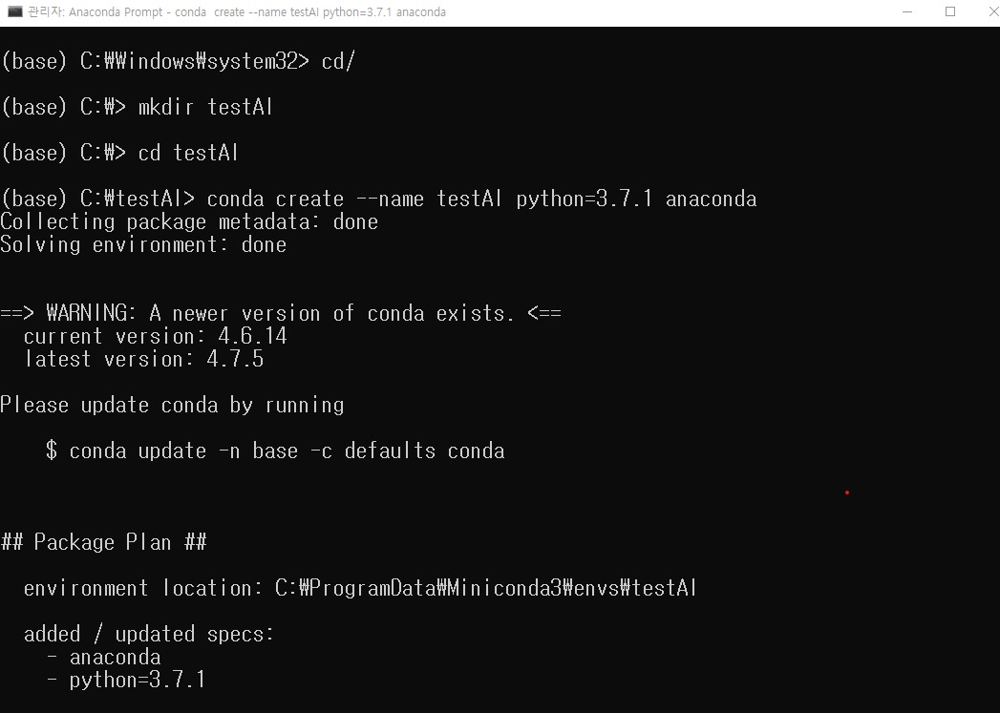 관리자: Anaconda Prompt - conda  create --name testAI python=3.7.1 anaconda
(base) C:₩Windows₩system32> cd/
(base) C:₩> mkdir testAI
(base) C:₩> cd testAI
(base) C:₩testAI> conda create --name testAI python=3.7.1 anaconda
Collecting package metadata: done
Solving environment: done
==> WARNING: A newer version of conda exists. <==
  current version: 4.6.14
  latest version: 4.7.5
Please update conda by running
    $ conda update -n base -c defaults conda
## Package Plan ##
  environment location: C:₩ProgramData₩Miniconda3₩envs₩testAI
  added / updated specs:
    - anaconda
    - python=3.7.1